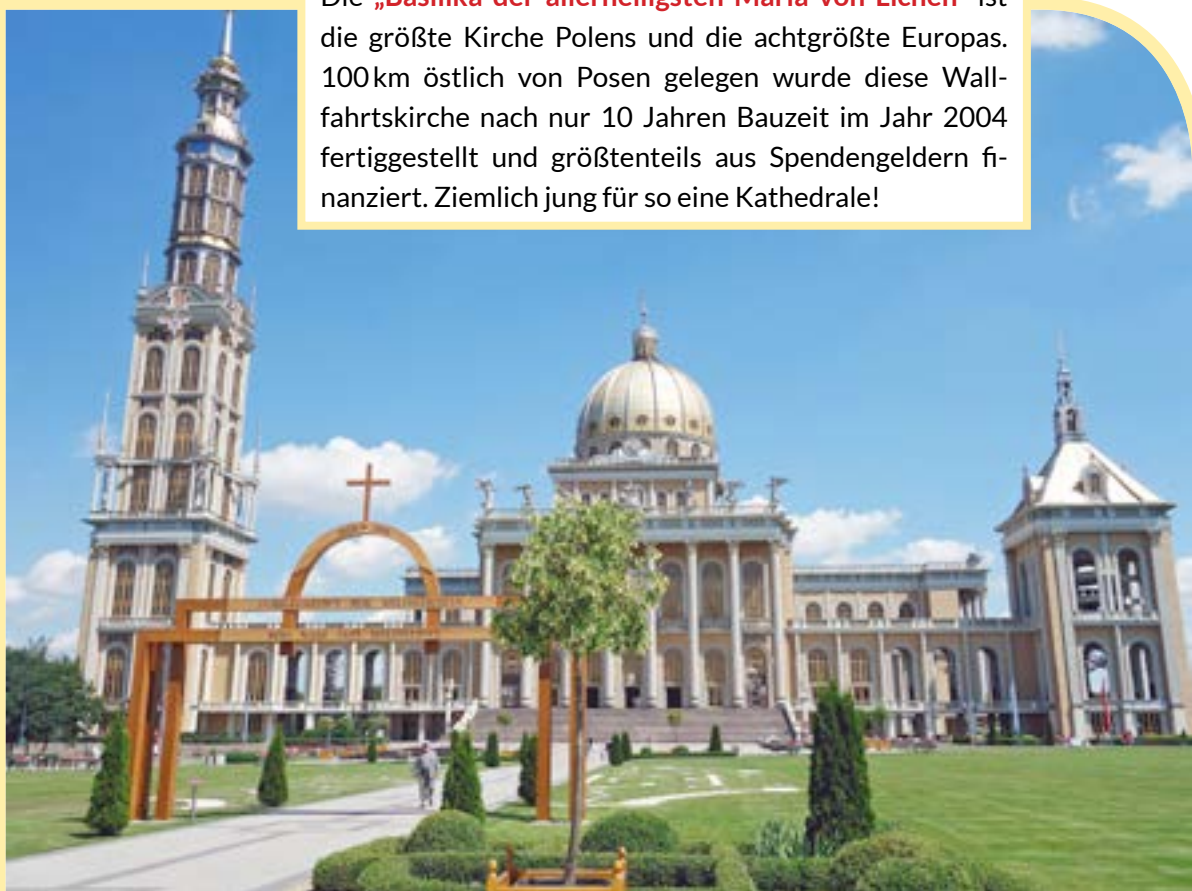 Die „Basilika der allerheiligsten Maria von Lichen“ ist
die größte Kirche Polens und die achtgrößte Europas.
100 km östlich von Posen gelegen wurde diese Wall-
fahrtskirche nach nur 10 Jahren Bauzeit im Jahr 2004
fertiggestellt und größtenteils aus Spendengeldern fi-
nanziert. Ziemlich jung für so eine Kathedrale!